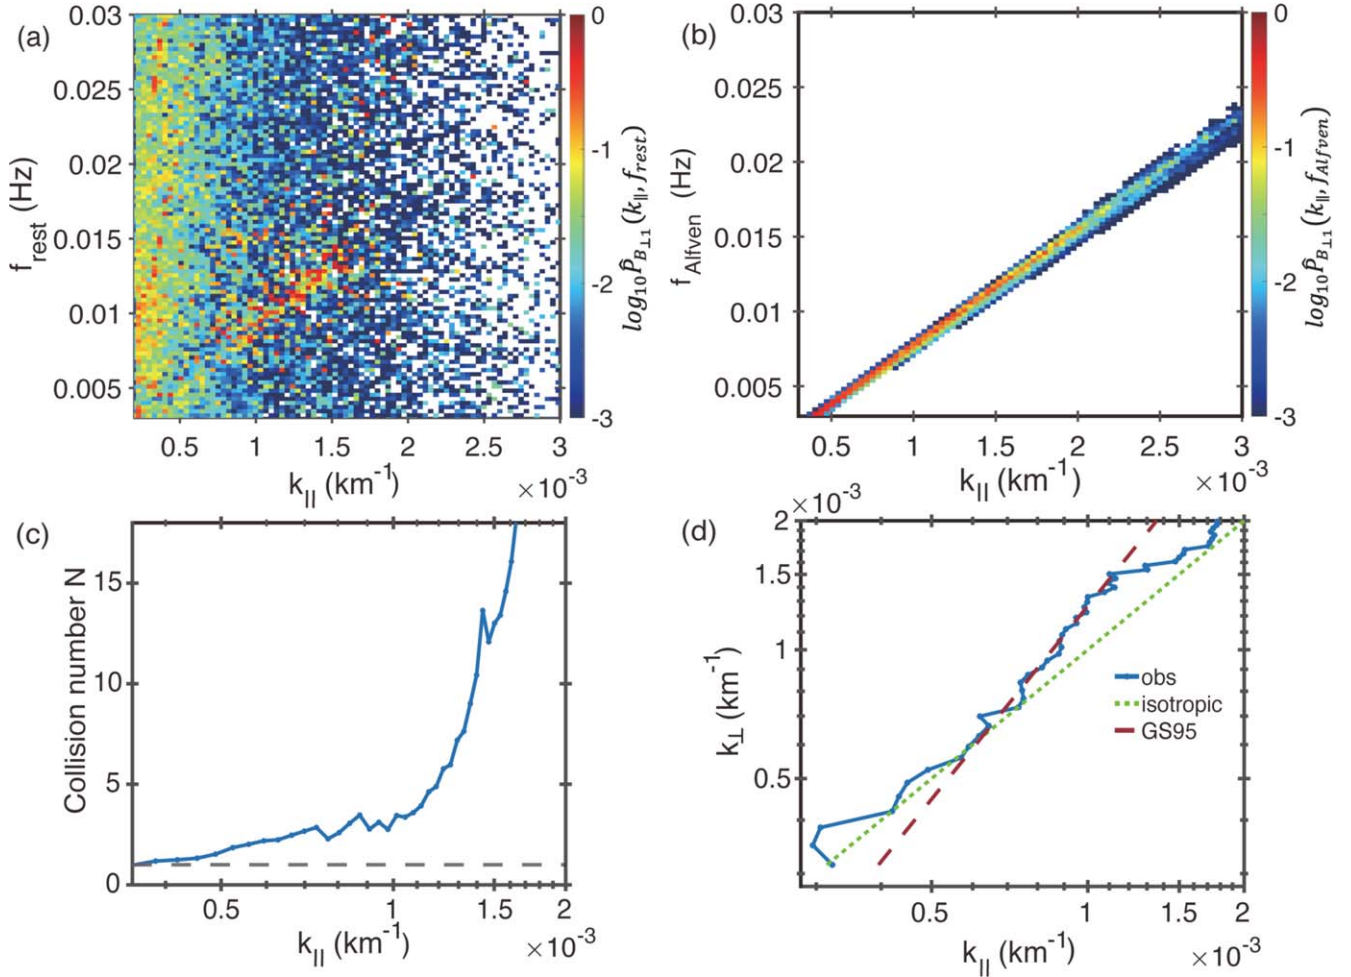 (a)
0.03
0.025
0.02
0.015
0.01
0.005
f_rest (Hz)
0.5 1 1.5 2 2.5 3
k_|| (km^-1)
×10^-3
0
-1
-2
-3
log_10 P̂_B⊥1 (k_∥, f_rest)
(b)
0.03
0.025
0.02
0.015
0.01
0.005
f_Alfven (Hz)
0.5 1 1.5 2 2.5 3
k_|| (km^-1)
×10^-3
0
-1
-2
-3
log_10 P̂_B⊥1 (k_∥, f_Alfven)
(c)
15
10
5
0
Collision number N
0.5 1 1.5 2
k_|| (km^-1)
×10^-3
(d)
×10^-3
2
1.5
1
0.5
k_⊥ (km^-1)
obs
isotropic
GS95
0.5 1 1.5 2
k_|| (km^-1)
×10^-3